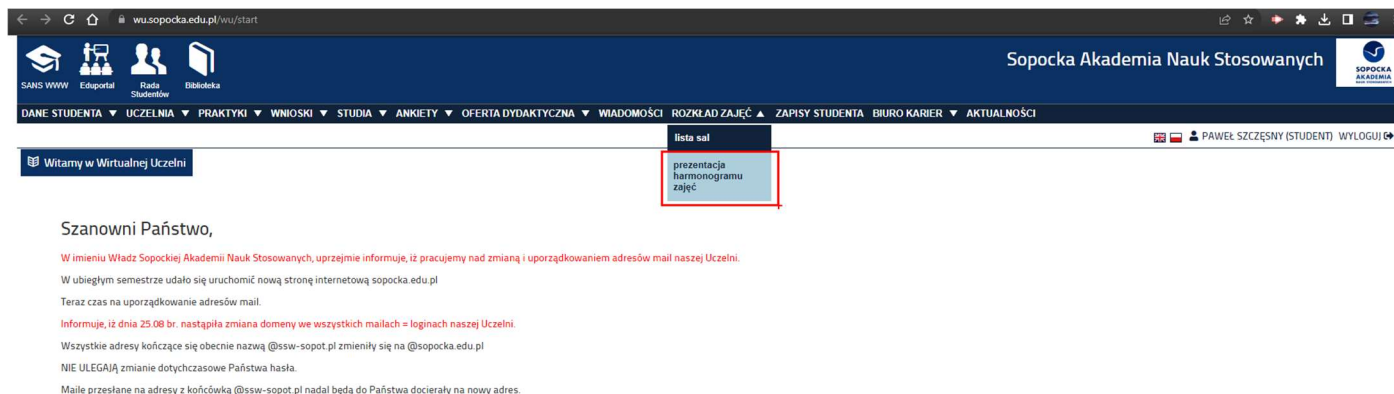 wu.sopocka.edu.pl/wu/start
Sopocka Akademia Nauk Stosowanych
SOPOCKA
AKADEMIA
SANS WWW Eduportal Rada Studentów Biblioteka
DANE STUDENTA ▼ UCZELNIA ▼ PRAKTYKI ▼ WNIOSKI ▼ STUDIA ▼ ANKIETY ▼ OFERTA DYDAKTYCZNA ▼ WIADOMOŚCI ROZKŁAD ZAJĘĆ ▲ ZAPISY STUDENTA BIURO KARIER ▼ AKTUALNOŚCI
lista sal
PAWEŁ SZCZĘSNY (STUDENT) WYLOGUJ
Witamy w Wirtualnej Uczelni
prezentacja
harmonogramu
zajęć
Szanowni Państwo,
W imieniu Władz Sopockiej Akademii Nauk Stosowanych, uprzejmie informuje, iż pracujemy nad zmianą i uporządkowaniem adresów mail naszej Uczelni.
W ubiegłym semestrze udało się uruchomić nową stronę internetową sopocka.edu.pl
Teraz czas na uporządkowanie adresów mail.
Informuje, iż dnia 25.08 br. nastąpiła zmiana domeny we wszystkich mailach = loginach naszej Uczelni.
Wszystkie adresy kończące się obecnie nazwą @ssw-sopot.pl zmieniły się na @sopocka.edu.pl
NIE ULEGAJĄ zmianie dotychczasowe Państwa hasła.
Maile przesłane na adresy z końcówką @ssw-sopot.pl nadal będą do Państwa docierały na nowy adres.